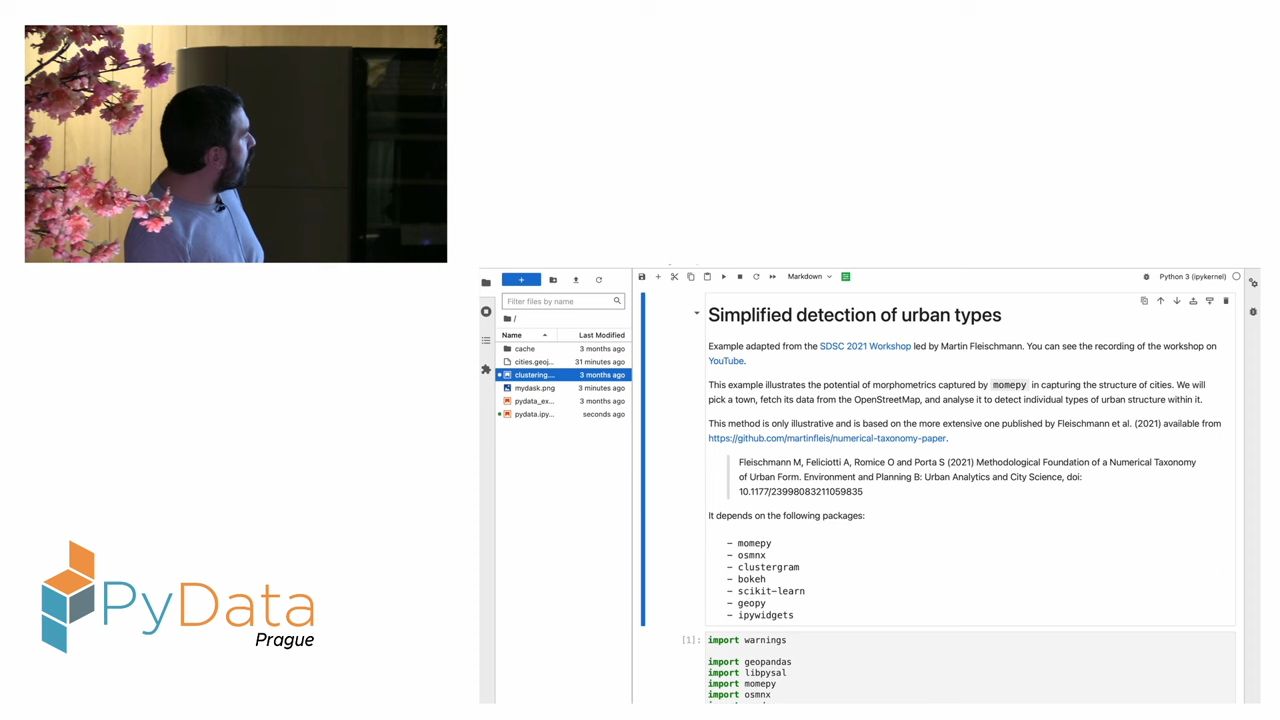 Markdown
Python 3 (ipykernel)
Filter files by name
/
Name
Last Modified
cache
3 months ago
cities.geoj...
31 minutes ago
clustering....
3 months ago
mydask.png
3 minutes ago
pydata_ex...
3 months ago
pydata.ipy...
seconds ago
Simplified detection of urban types
Example adapted from the SDSC 2021 Workshop led by Martin Fleischmann. You can see the recording of the workshop on
YouTube.
This example illustrates the potential of morphometrics captured by momepy in capturing the structure of cities. We will
pick a town, fetch its data from the OpenStreetMap, and analyse it to detect individual types of urban structure within it.
This method is only illustrative and is based on the more extensive one published by Fleischmann et al. (2021) available from
https://github.com/martinfleis/numerical-taxonomy-paper.
Fleischmann M, Feliciotti A, Romice O and Porta S (2021) Methodological Foundation of a Numerical Taxonomy
of Urban Form. Environment and Planning B: Urban Analytics and City Science, doi:
10.1177/23998083211059835
It depends on the following packages:
- momepy
- osmnx
- clustergram
- bokeh
- scikit-learn
- geopy
- ipywidgets
[1]:
import warnings
import geopandas
import libpysal
import momepy
import osmnx
PyData
Prague